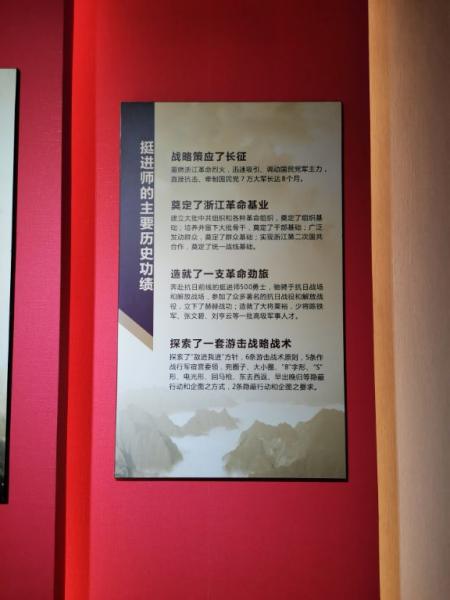 挺进师的主要历史功绩
战略策应了长征
重燃浙江革命烈火,迅速吸引、调动国民党军主力,
直接抗击、牵制国民党7万大军长达8个月。
奠定了浙江革命基业
建立大批中共组织和各种革命组织,奠定了组织基
础;培养并留下大批骨干,奠定了干部基础;广泛
发动群众,奠定了群众基础;实现浙江第二次国共
合作,奠定了统一战线基础。
造就了一支革命劲旅
奔赴抗日前线的挺进师500勇士,驰骋于抗日战场
和解放战场,参加了众多著名的抗日战役和解放战
役,立下了赫赫战功;造就了大将粟裕,少将陈铁
军、张文碧、刘亨云等一批高级军事人才。
探索了一套游击战略战术
探索了"敌进我进"方针,6条游击战术原则,5条作
战行军宿营要领,兜圈子、大小圈、"8"字形、"S"
形、电光形、回马枪、东去西返、早出晚归等隐蔽
行动和企图之方式,2条隐蔽行动和企图之要求。